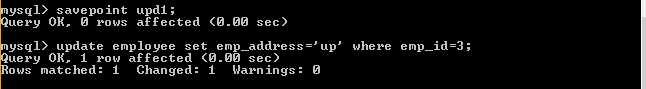 mysql> savepoint upd1;
Query OK, 0 rows affected (0.00 sec)
mysql> update employee set emp_address='up' where emp_id=3;
Query OK, 1 row affected (0.00 sec)
Rows matched: 1  Changed: 1  Warnings: 0